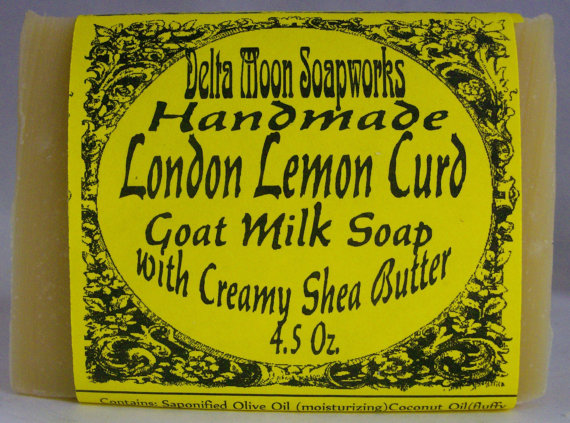 Delta Moon Soapworks
Handmade
London Lemon Curd
Goat Milk Soap
with Creamy Shea Butter
4.5 Oz.
Contains: Saponified Olive Oil (moisturizing)Coconut Oil(fluffy